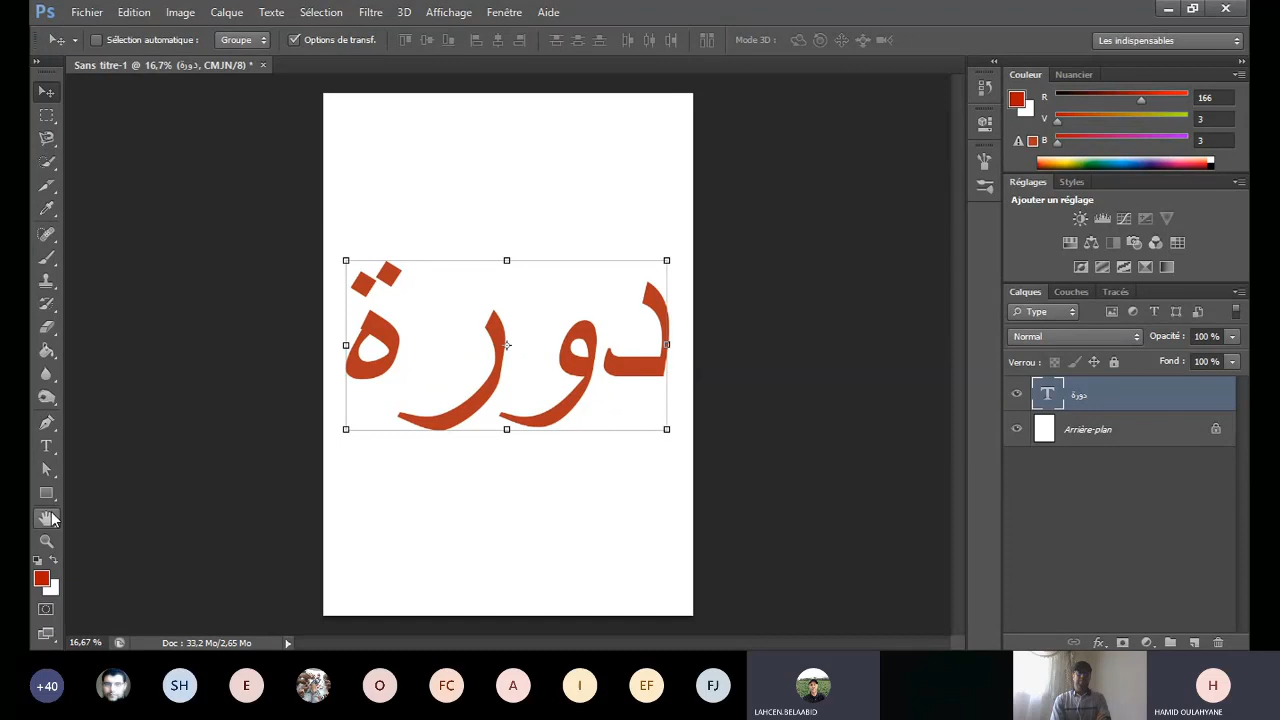 Ps Fichier Edition Image Calque Texte Sélection Filtre 3D Affichage Fenêtre Aide
Sélection automatique : Groupe Options de transf. Mode 3D : Les indispensables
Sans titre-1 @ 16,7% (دورة, CMJN/8) *
Couleur Nuancier
R 166
V 3
B 3
Réglages Styles
Ajouter un réglage
Calques Couches Tracés
Type
Normal Opacité : 100 %
Verrou : Fond : 100 %
T دورة
Arrière-plan
دورة
16,67 % Doc : 33,2 Mo/2,65 Mo
+40 SH E O FC A I EF FJ H
LAHCEN.BELAABID HAMID OULAHYANE